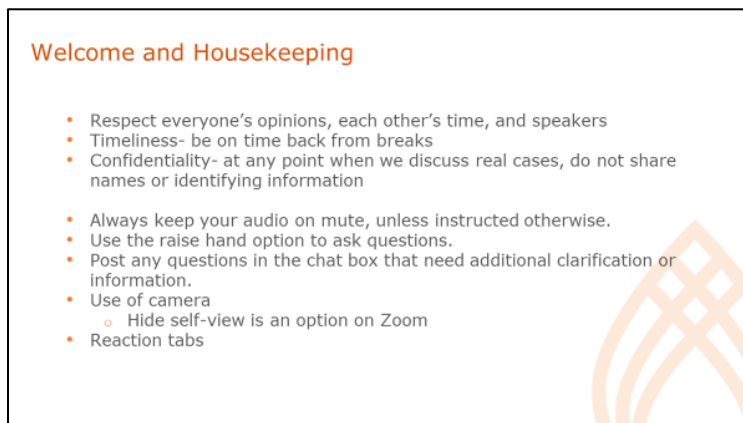 Welcome and Housekeeping
• Respect everyone's opinions, each other's time, and speakers
• Timeliness- be on time back from breaks
• Confidentiality- at any point when we discuss real cases, do not share
names or identifying information
• Always keep your audio on mute, unless instructed otherwise.
• Use the raise hand option to ask questions.
• Post any questions in the chat box that need additional clarification or
information.
• Use of camera
o Hide self-view is an option on Zoom
• Reaction tabs